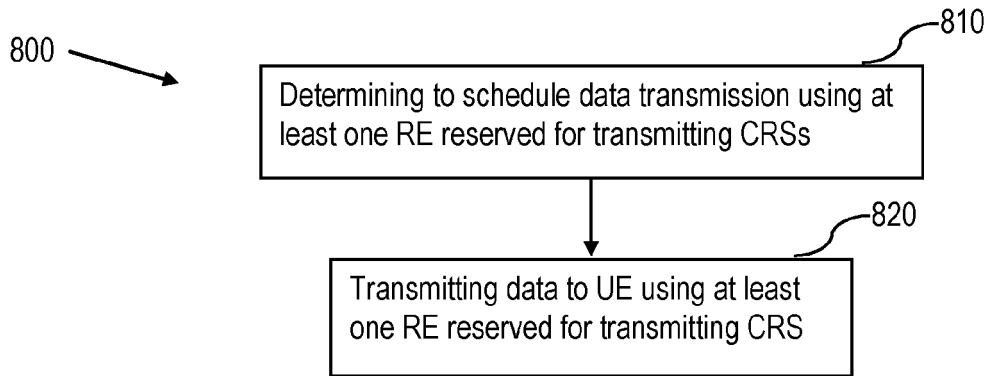 800
810
Determining to schedule data transmission using at
least one RE reserved for transmitting CRSs
820
Transmitting data to UE using at least
one RE reserved for transmitting CRS